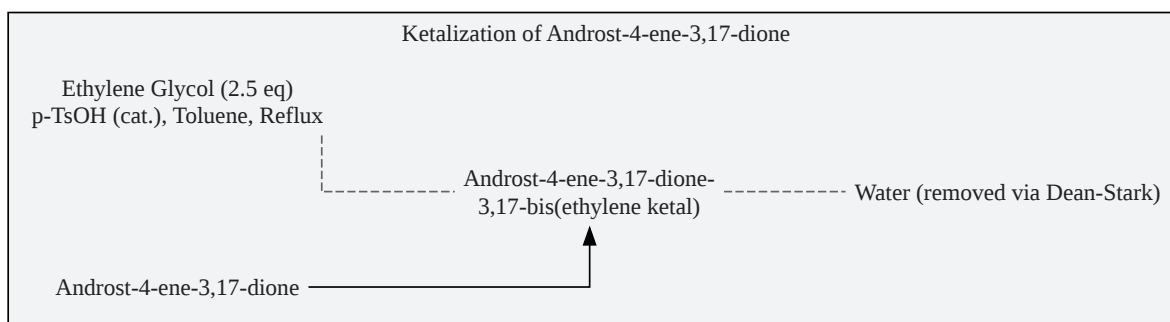 Ketalization of Androst-4-ene-3,17-dione
Ethylene Glycol (2.5 eq)
p-TsOH (cat.), Toluene, Reflux
Androst-4-ene-3,17-dione-
3,17-bis(ethylene ketal)
Water (removed via Dean-Stark)
Androst-4-ene-3,17-dione